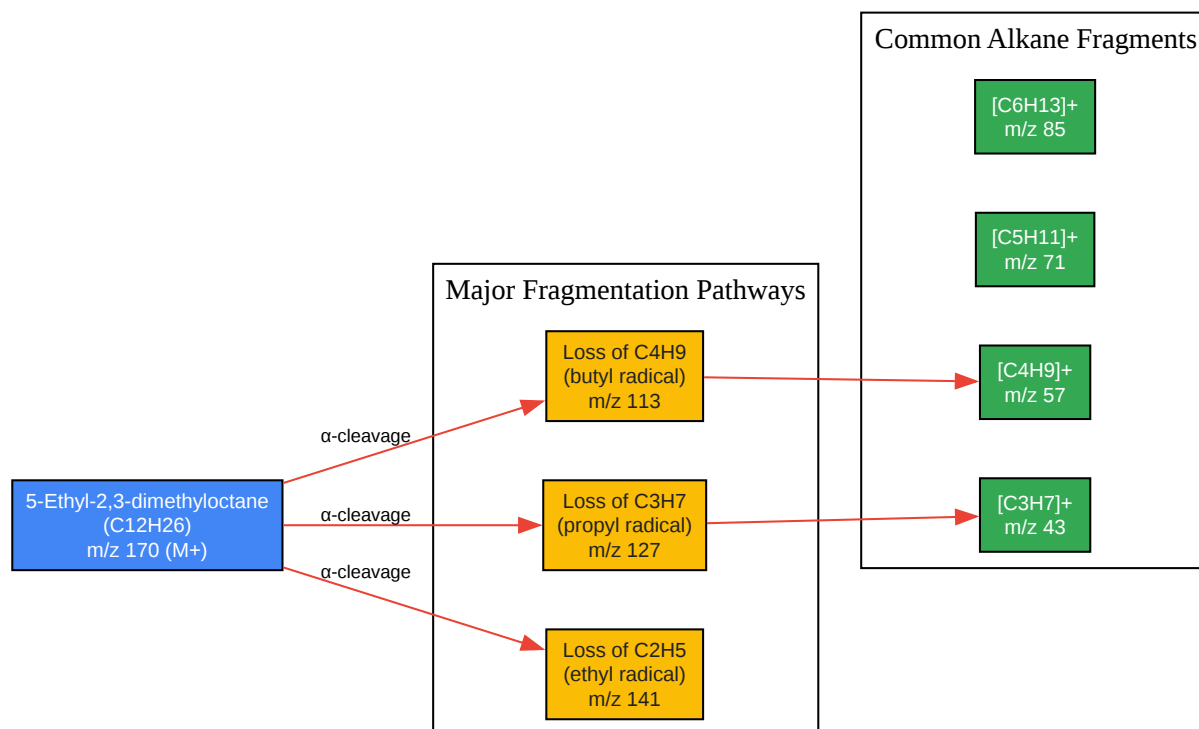 5-Ethyl-2,3-dimethyloctane
(C12H26)
m/z 170 (M+)
α-cleavage
α-cleavage
α-cleavage
Major Fragmentation Pathways
Loss of C4H9
(butyl radical)
m/z 113
Loss of C3H7
(propyl radical)
m/z 127
Loss of C2H5
(ethyl radical)
m/z 141
Common Alkane Fragments
[C6H13]+
m/z 85
[C5H11]+
m/z 71
[C4H9]+
m/z 57
[C3H7]+
m/z 43